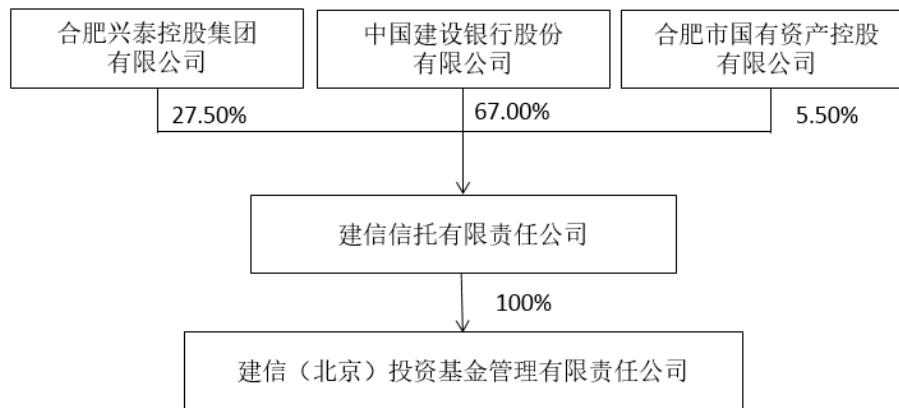 合肥兴泰控股集团
有限公司
中国建设银行股份
有限公司
合肥市国有资产控股
有限公司
27.50%
67.00%
5.50%
建信信托有限责任公司
100%
建信（北京）投资基金管理有限责任公司